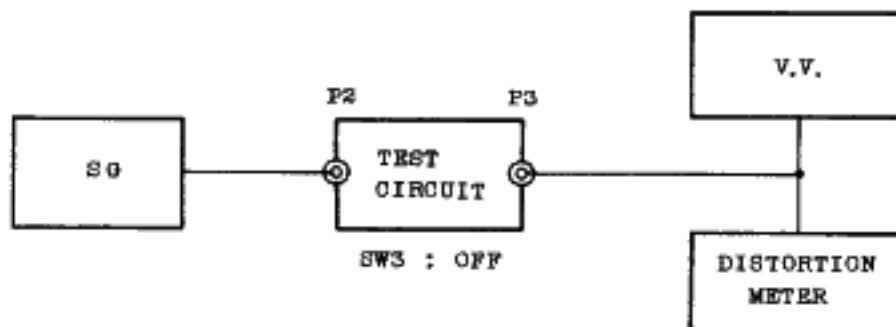 V.V.
P2
P3
SG
TEST
CIRCUIT
SW3 : OFF
DISTORTION
METER